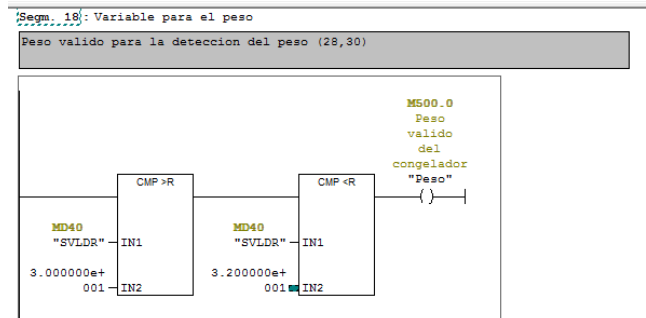 Segm. 18: Variable para el peso
Peso valido para la deteccion del peso (28,30)
M500.0
Peso
valido
del
congelador
"Peso"
CMP >R
CMP <R
MD40
"SVLDR"
IN1
MD40
"SVLDR"
IN1
3.000000e+
001
IN2
3.200000e+
001
IN2